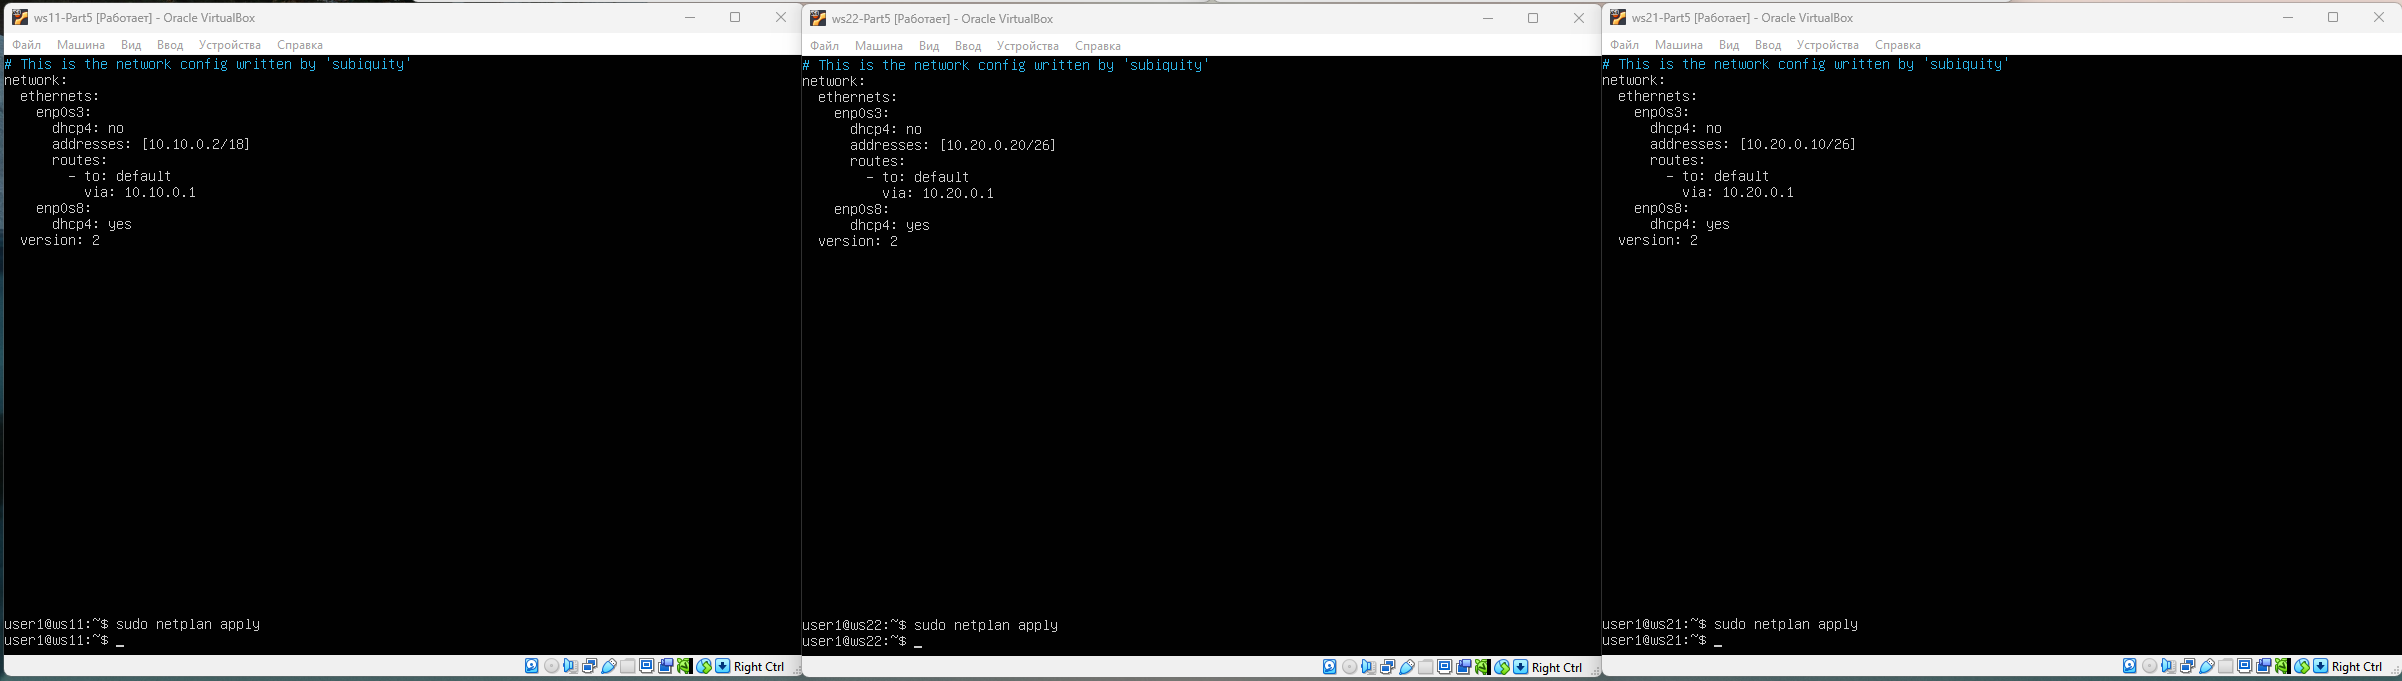 ws11-Part5 [Работает] - Oracle VirtualBox
Файл Машина Вид Ввод Устройства Справка
# This is the network config written by 'subiquity'
network:
  ethernets:
    enp0s3:
      dhcp4: no
      addresses: [10.10.0.2/18]
      routes:
        - to: default
          via: 10.10.0.1
    enp0s8:
      dhcp4: yes
  version: 2
user1@ws11:~$ sudo netplan apply
user1@ws11:~$ _
Right Ctrl
ws22-Part5 [Работает] - Oracle VirtualBox
Файл Машина Вид Ввод Устройства Справка
# This is the network config written by 'subiquity'
network:
  ethernets:
    enp0s3:
      dhcp4: no
      addresses: [10.20.0.20/26]
      routes:
        - to: default
          via: 10.20.0.1
    enp0s8:
      dhcp4: yes
  version: 2
user1@ws22:~$ sudo netplan apply
user1@ws22:~$ _
Right Ctrl
ws21-Part5 [Работает] - Oracle VirtualBox
Файл Машина Вид Ввод Устройства Справка
# This is the network config written by 'subiquity'
network:
  ethernets:
    enp0s3:
      dhcp4: no
      addresses: [10.20.0.10/26]
      routes:
        - to: default
          via: 10.20.0.1
    enp0s8:
      dhcp4: yes
  version: 2
user1@ws21:~$ sudo netplan apply
user1@ws21:~$ _
Right Ctrl